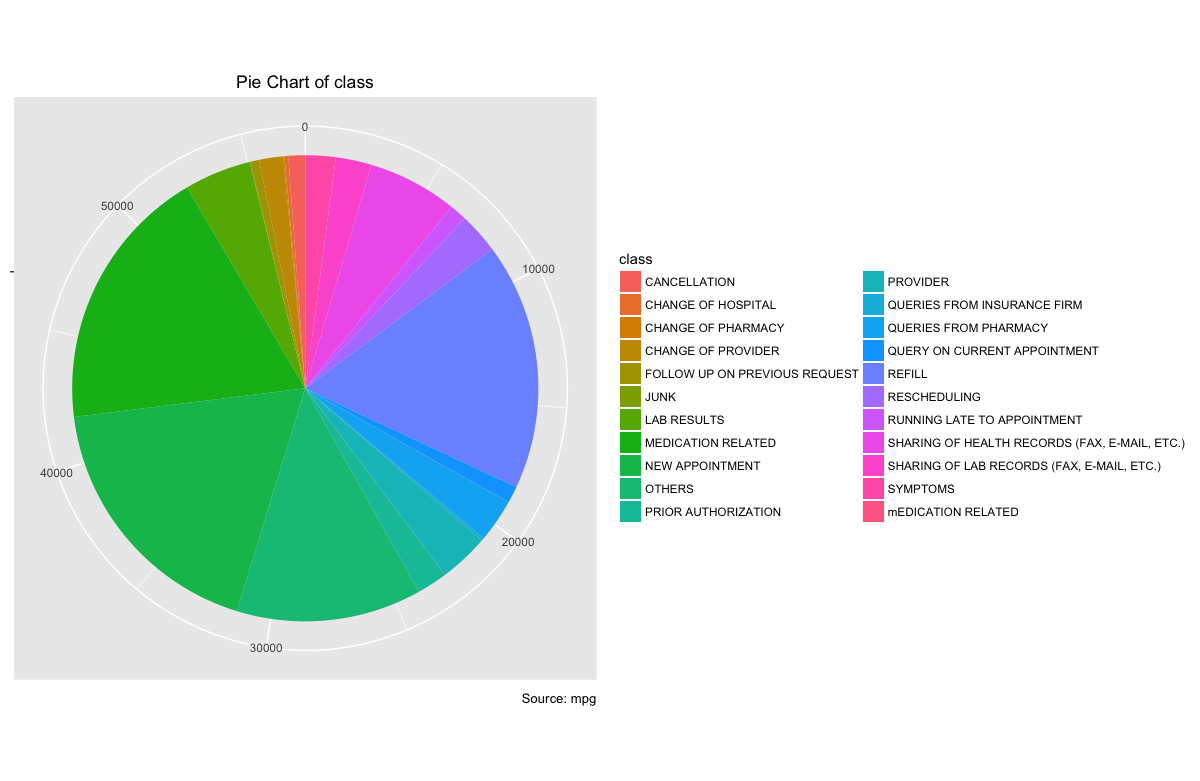 Pie Chart of class
0
10000
20000
30000
40000
50000
class
CANCELLATION
CHANGE OF HOSPITAL
CHANGE OF PHARMACY
CHANGE OF PROVIDER
FOLLOW UP ON PREVIOUS REQUEST
JUNK
LAB RESULTS
MEDICATION RELATED
NEW APPOINTMENT
OTHERS
PRIOR AUTHORIZATION
PROVIDER
QUERIES FROM INSURANCE FIRM
QUERIES FROM PHARMACY
QUERY ON CURRENT APPOINTMENT
REFILL
RESCHEDULING
RUNNING LATE TO APPOINTMENT
SHARING OF HEALTH RECORDS (FAX, E-MAIL, ETC.)
SHARING OF LAB RECORDS (FAX, E-MAIL, ETC.)
SYMPTOMS
mEDICATION RELATED
Source: mpg